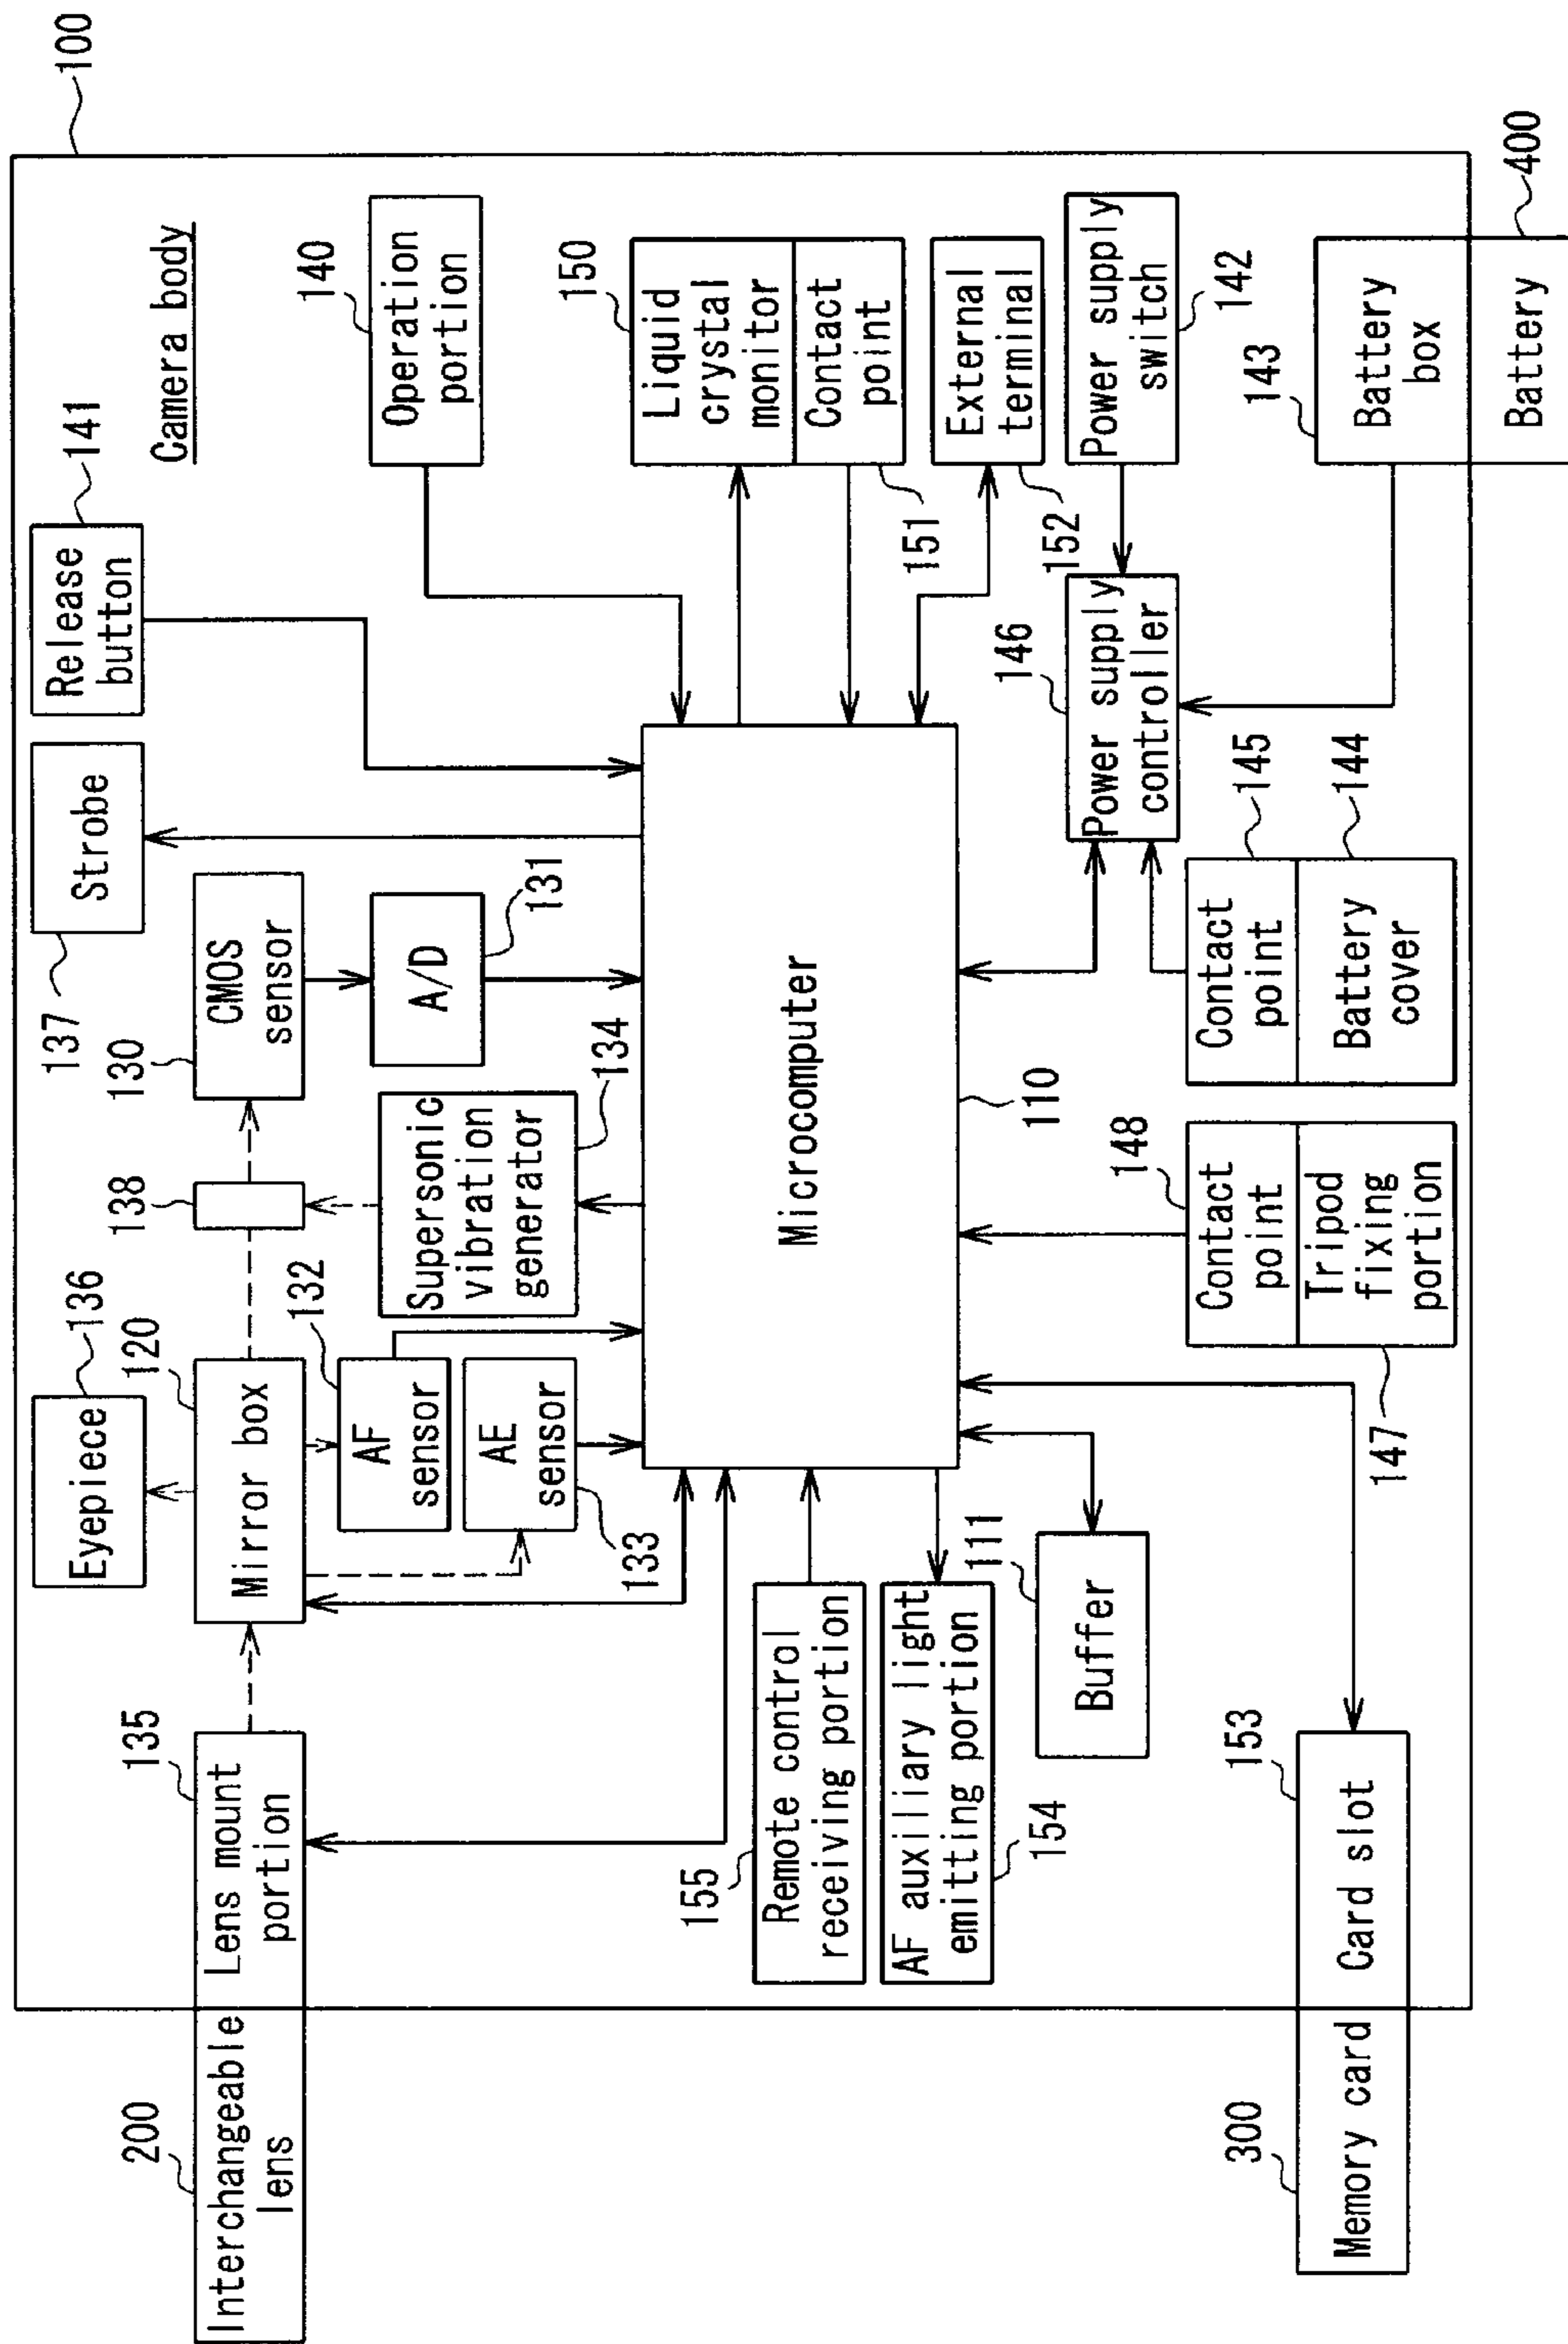 100
Camera body
Eyepiece
136
137
Strobe
Release
button
141
200
Interchangeable
lens
135
Lens mount
portion
120
Mirror box
138
130
CMOS
sensor
140
Operation
portion
132
AF
sensor
AE
sensor
133
Supersonic
vibration
generator
134
A/D
131
150
Liquid
crystal
monitor
Contact
point
151
155
Remote control
receiving portion
AF auxiliary light
emitting portion
154
111
Buffer
Microcomputer
110
External
terminal
152
146
Power supply
controller
Power supply
switch
142
300
Memory card
153
Card slot
147
148
Contact
point
Tripod
fixing
portion
145
144
Contact
point
Battery
cover
143
Battery
box
Battery
400